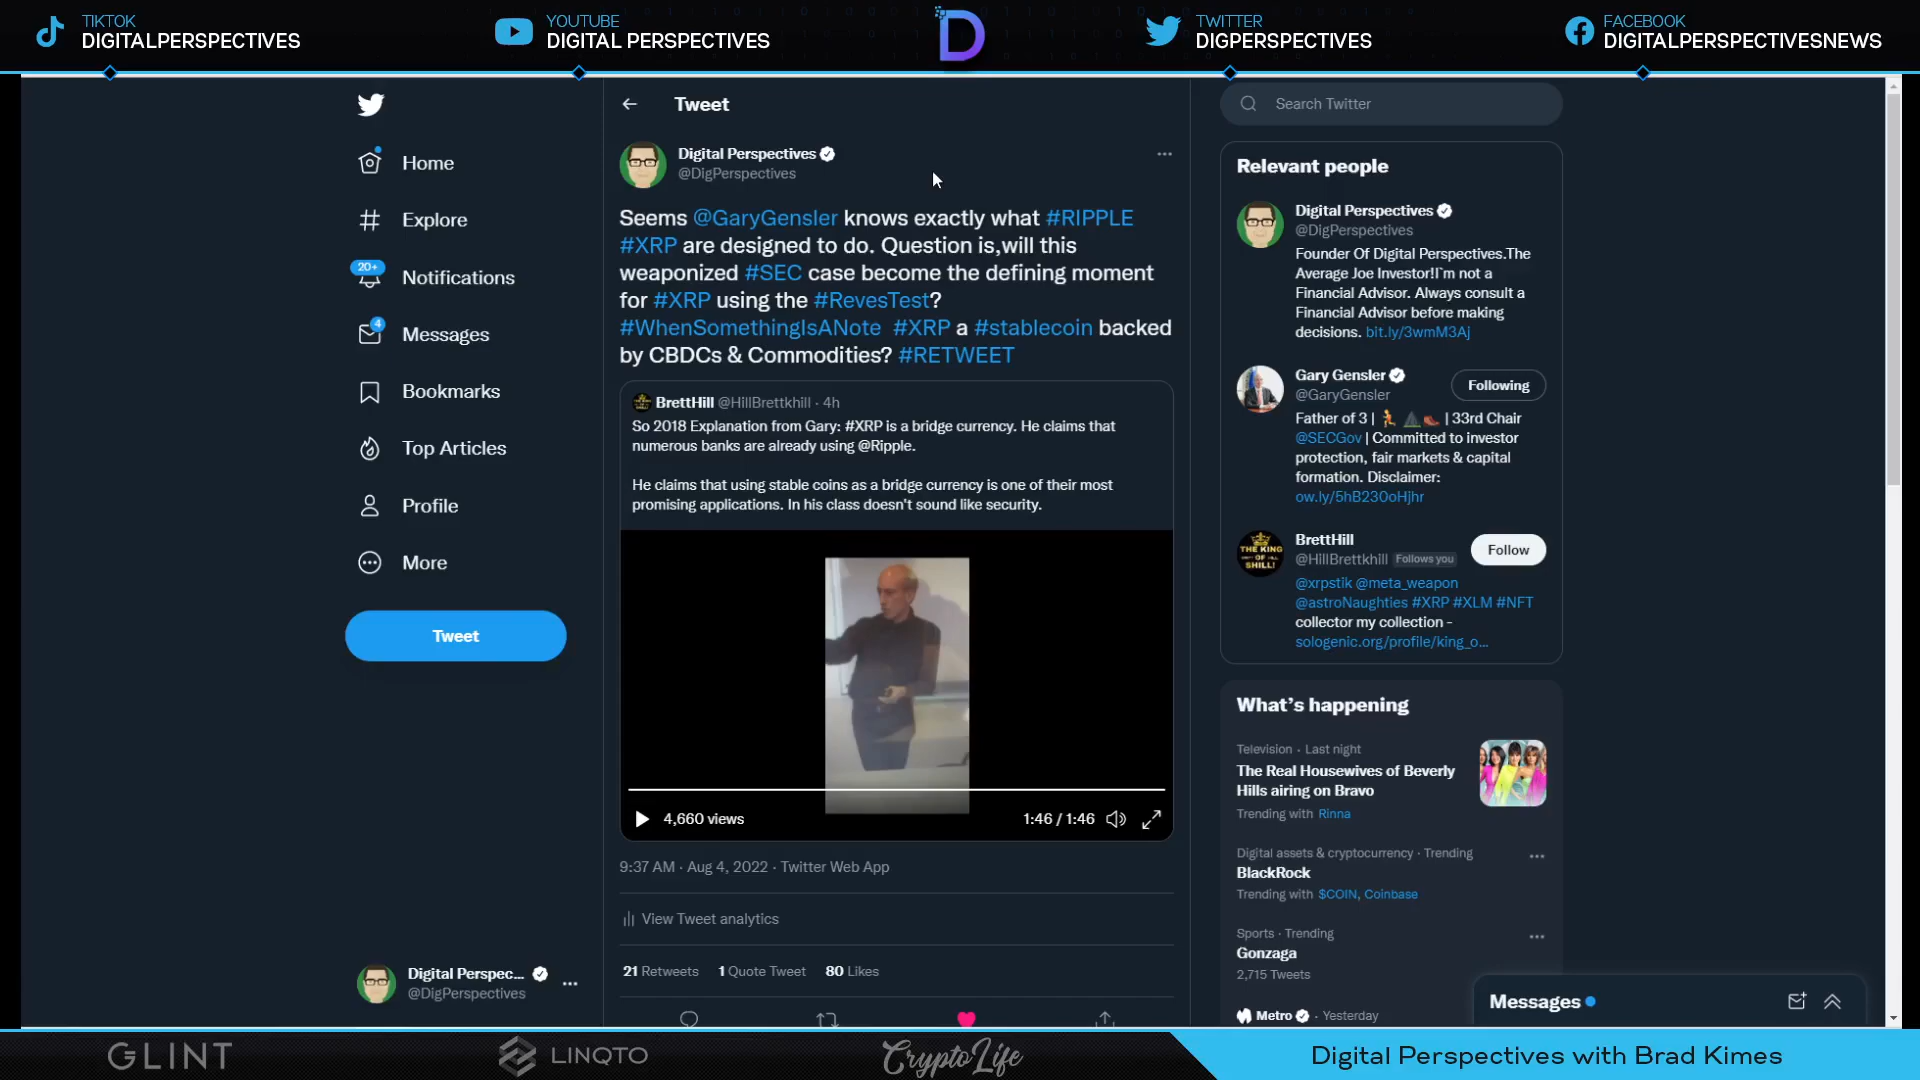 TIKTOK
DIGITALPERSPECTIVES
YOUTUBE
DIGITAL PERSPECTIVES
D
TWITTER
DIGPERSPECTIVES
FACEBOOK
DIGITALPERSPECTIVESNEWS
Home
Explore
20+
Notifications
4
Messages
Bookmarks
Top Articles
Profile
More
Tweet
Digital Perspec...
@DigPerspectives
Tweet
Digital Perspectives
@DigPerspectives
Seems @GaryGensler knows exactly what #RIPPLE
#XRP are designed to do. Question is,will this
weaponized #SEC case become the defining moment
for #XRP using the #RevesTest?
#WhenSomethingIsANote #XRP a #stablecoin backed
by CBDCs & Commodities? #RETWEET
BrettHill @HillBrettkhill · 4h
So 2018 Explanation from Gary: #XRP is a bridge currency. He claims that
numerous banks are already using @Ripple.
He claims that using stable coins as a bridge currency is one of their most
promising applications. In his class doesn't sound like security.
4,660 views
1:46 / 1:46
9:37 AM · Aug 4, 2022 · Twitter Web App
View Tweet analytics
21 Retweets 1 Quote Tweet 80 Likes
Search Twitter
Relevant people
Digital Perspectives
@DigPerspectives
Founder Of Digital Perspectives.The
Average Joe Investor!I`m not a
Financial Advisor. Always consult a
Financial Advisor before making
decisions. bit.ly/3wmM3Aj
Gary Gensler
@GaryGensler
Following
Father of 3 | | 33rd Chair
@SECGov | Committed to investor
protection, fair markets & capital
formation. Disclaimer:
ow.ly/5hB230oHjhr
THE KING
OF
SHILL!
BrettHill
@HillBrettkhill Follows you
Follow
@xrpstik @meta_weapon
@astroNaughties #XRP #XLM #NFT
collector my collection -
sologenic.org/profile/king_o...
What's happening
Television · Last night
The Real Housewives of Beverly
Hills airing on Bravo
Trending with Rinna
Digital assets & cryptocurrency · Trending
BlackRock
Trending with $COIN, Coinbase
Sports · Trending
Gonzaga
2,715 Tweets
Metro · Yesterday
Messages
GLINT
LINQTO
CryptoLife
Digital Perspectives with Brad Kimes